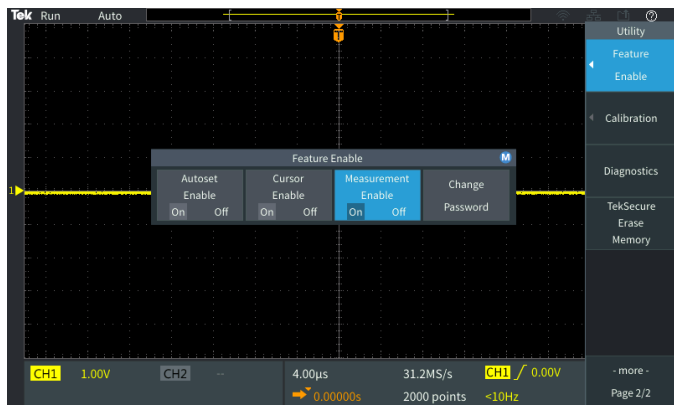 Tek Run Auto
T
T
Utility
Feature
Enable
Calibration
Diagnostics
TekSecure
Erase
Memory
- more -
Page 2/2
Feature Enable M
Autoset
Enable
On Off
Cursor
Enable
On Off
Measurement
Enable
On Off
Change
Password
1
CH1 1.00V CH2 --
4.00µs 31.2MS/s CH1 0.00V
0.00000s 2000 points <10Hz